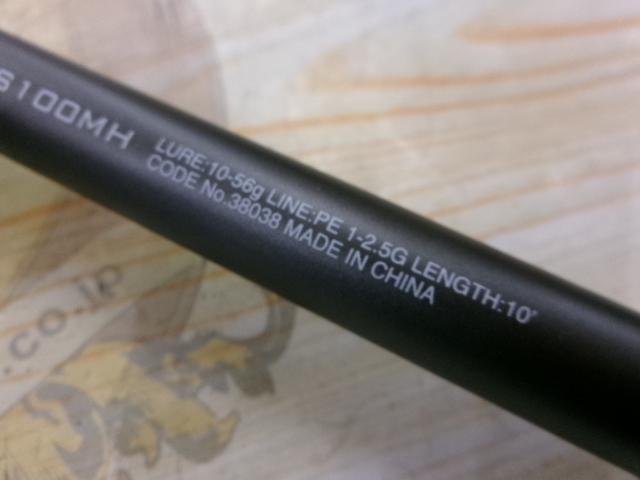 S100MH
LURE:10-56g LINE:PE 1-2.5G LENGTH:10'
CODE No.38038 MADE IN CHINA
.co.jp